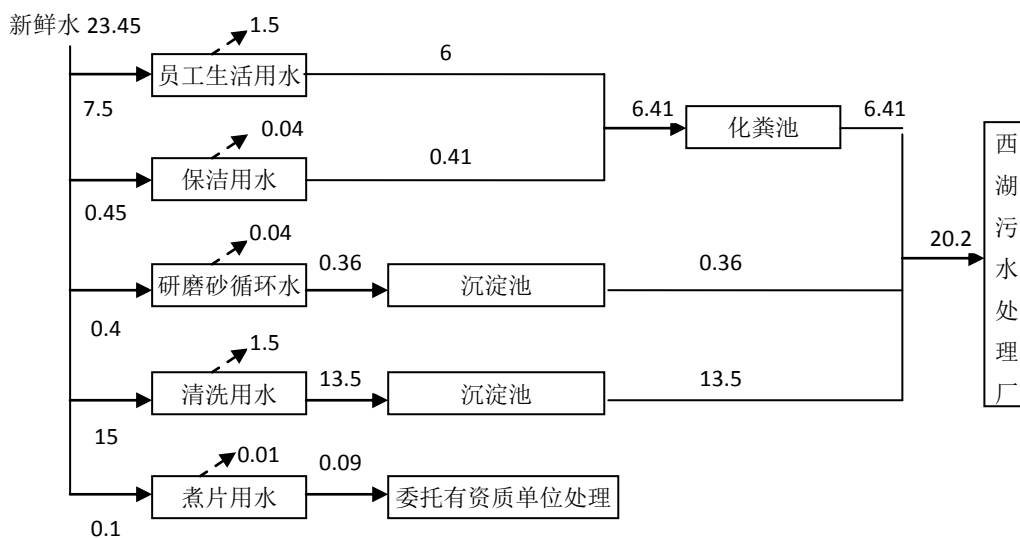 新鲜水 23.45
1.5
员工生活用水
6
7.5
6.41
化粪池
6.41
0.04
保洁用水
0.41
0.45
西湖污水处理厂
20.2
0.04
研磨砂循环水
0.36
沉淀池
0.36
0.4
1.5
清洗用水
13.5
沉淀池
13.5
15
0.01
煮片用水
0.09
委托有资质单位处理
0.1